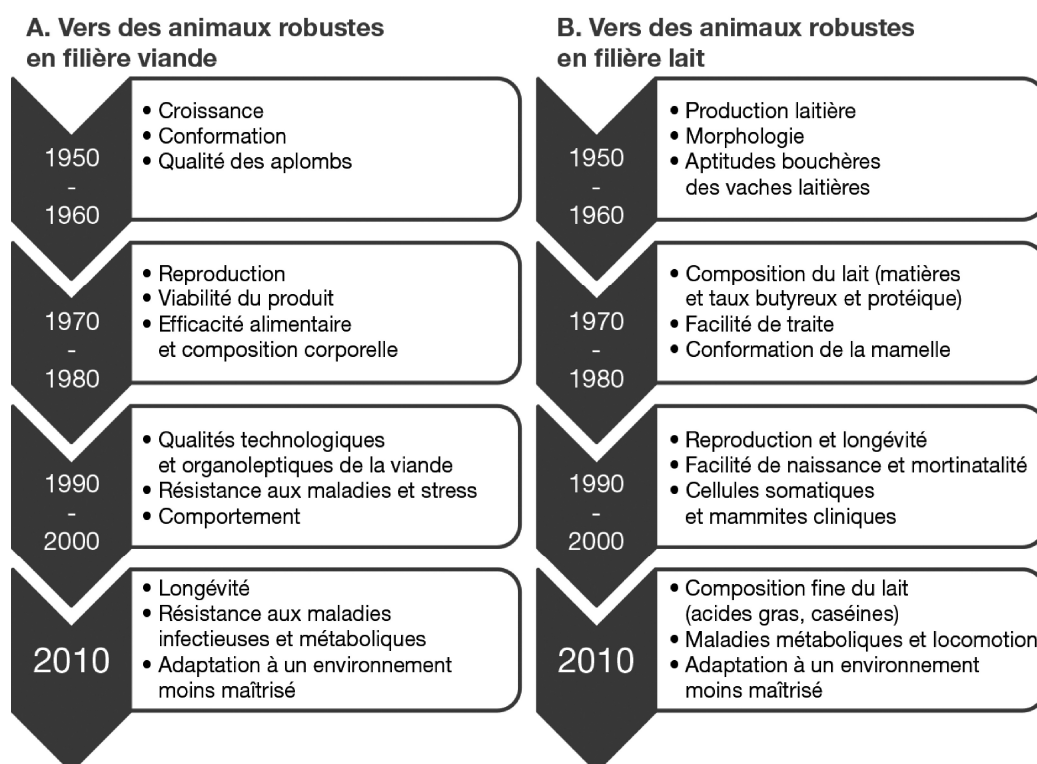 A. Vers des animaux robustes
en filière viande
1950
-
1960
• Croissance
• Conformation
• Qualité des aplombs
1970
-
1980
• Reproduction
• Viabilité du produit
• Efficacité alimentaire
et composition corporelle
1990
-
2000
• Qualités technologiques
et organoleptiques de la viande
• Résistance aux maladies et stress
• Comportement
2010
• Longévité
• Résistance aux maladies
infectieuses et métaboliques
• Adaptation à un environnement
moins maîtrisé
B. Vers des animaux robustes
en filière lait
1950
-
1960
• Production laitière
• Morphologie
• Aptitudes bouchères
des vaches laitières
1970
-
1980
• Composition du lait (matières
et taux butyreux et protéique)
• Facilité de traite
• Conformation de la mamelle
1990
-
2000
• Reproduction et longévité
• Facilité de naissance et mortinatalité
• Cellules somatiques
et mammites cliniques
2010
• Composition fine du lait
(acides gras, caséines)
• Maladies métaboliques et locomotion
• Adaptation à un environnement
moins maîtrisé